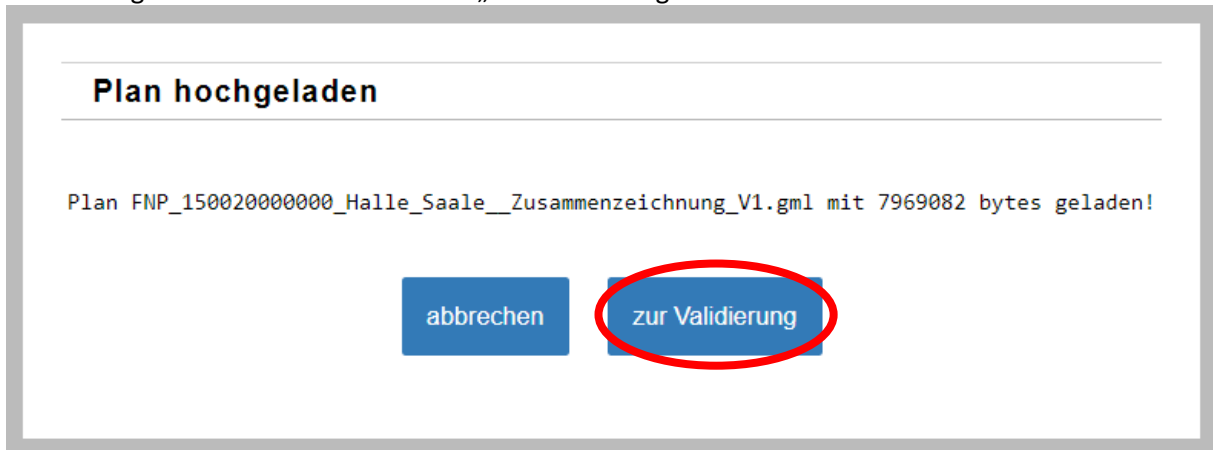 Plan hochgeladen
Plan FNP_150020000000_Halle_Saale__Zusammenzeichnung_V1.gml mit 7969082 bytes geladen!
abbrechen
zur Validierung